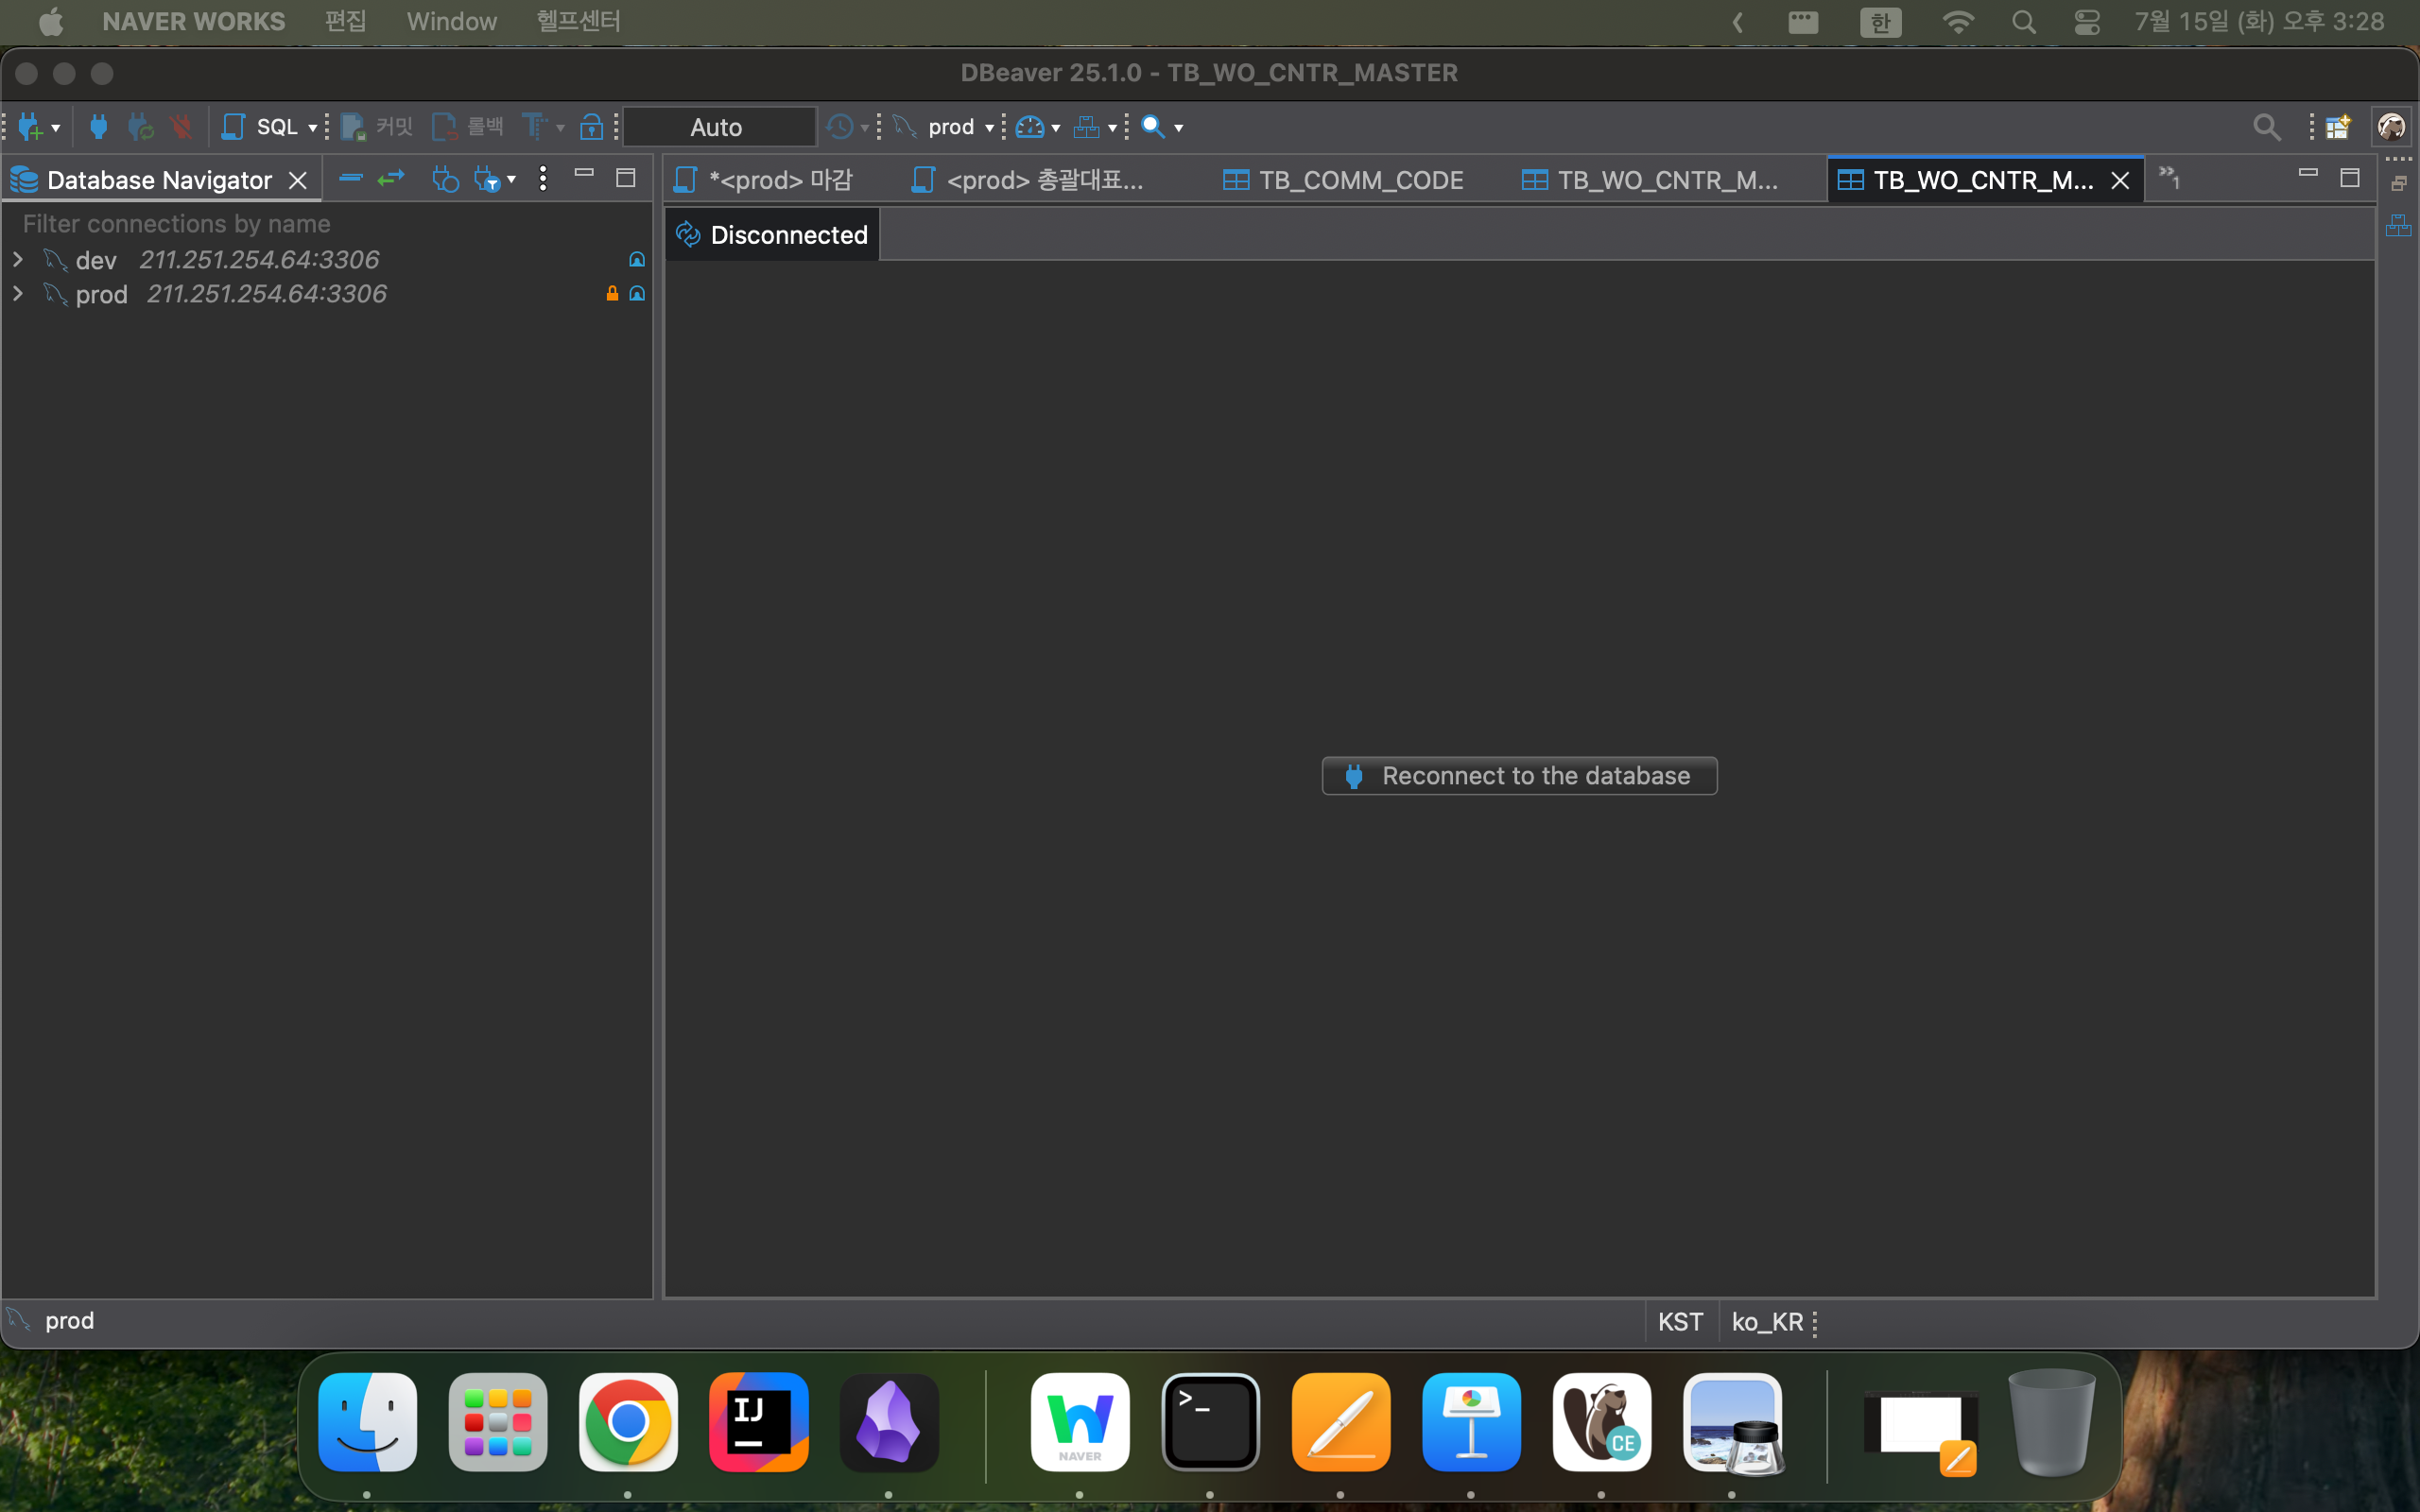 NAVER WORKS 편집 Window 헬프센터 한 7월 15일 (화) 오후 3:28
DBeaver 25.1.0 - TB_WO_CNTR_MASTER
SQL 커밋 롤백 Auto prod
Database Navigator
*<prod> 마감 <prod> 총괄대표... TB_COMM_CODE TB_WO_CNTR_M... TB_WO_CNTR_M... »1
Filter connections by name
Disconnected
dev 211.251.254.64:3306
prod 211.251.254.64:3306
Reconnect to the database
prod KST ko_KR
IJ
NAVER
>_
CE